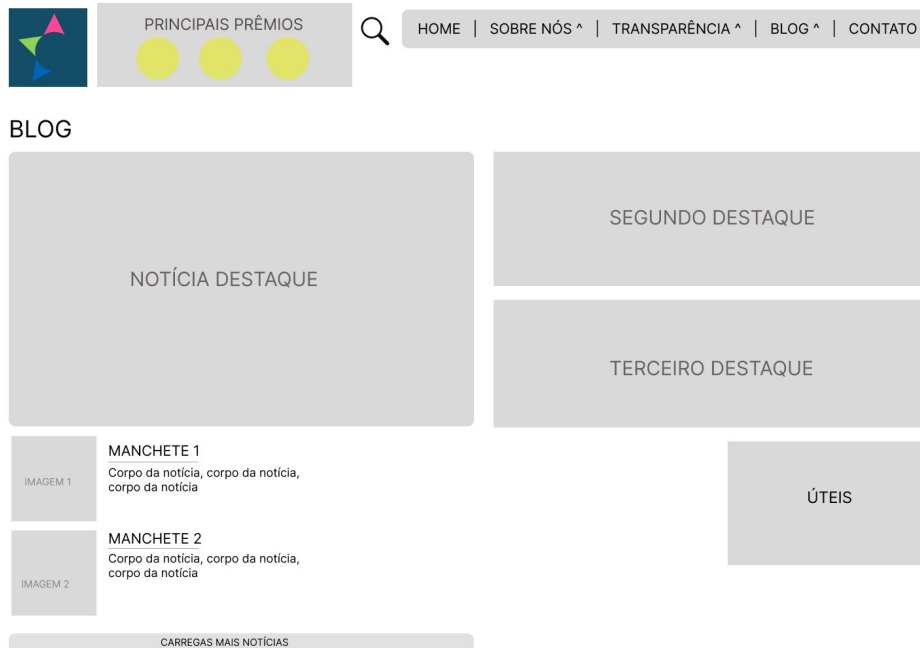 PRINCIPAIS PRÊMIOS
HOME | SOBRE NÓS ^ | TRANSPARÊNCIA ^ | BLOG ^ | CONTATO
BLOG
NOTÍCIA DESTAQUE
SEGUNDO DESTAQUE
TERCEIRO DESTAQUE
IMAGEM 1
MANCHETE 1
Corpo da notícia, corpo da notícia,
corpo da notícia
ÚTEIS
IMAGEM 2
MANCHETE 2
Corpo da notícia, corpo da notícia,
corpo da notícia
CARREGAS MAIS NOTÍCIAS